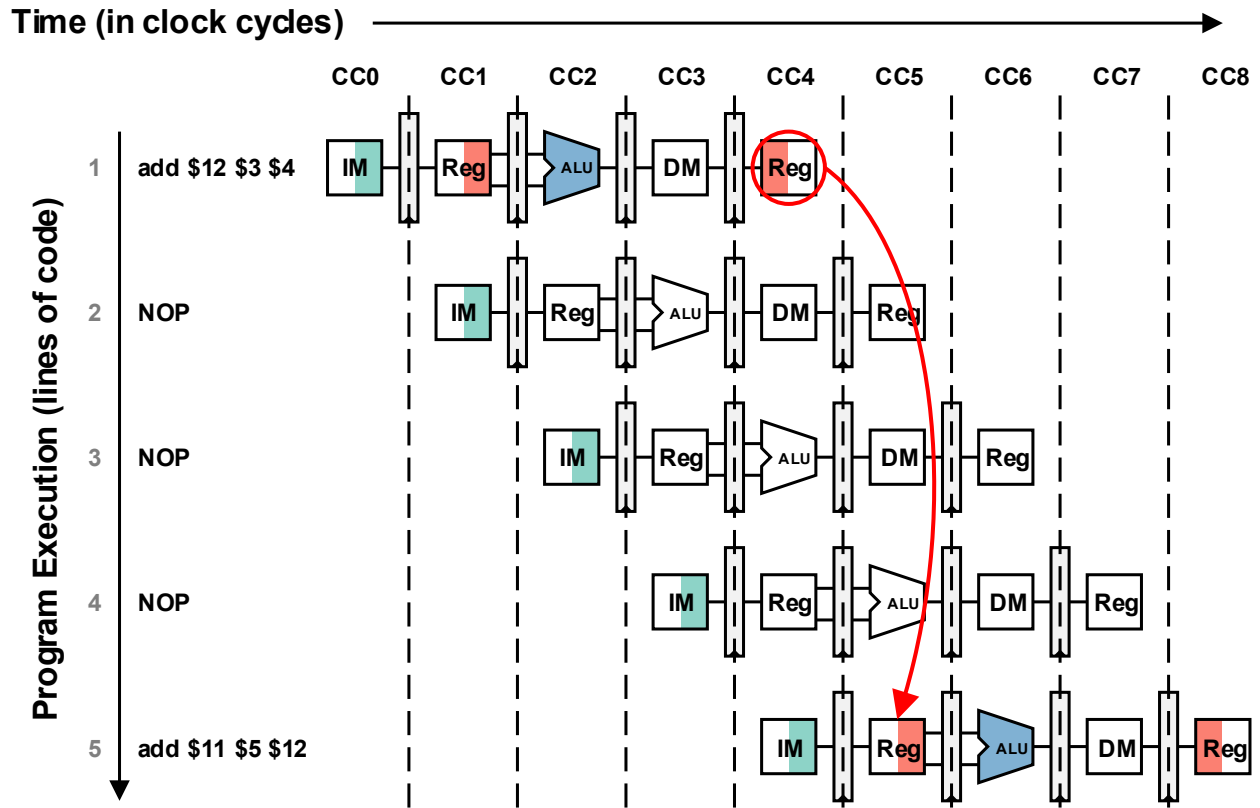 Time (in clock cycles)
CC0 CC1 CC2 CC3 CC4 CC5 CC6 CC7 CC8
Program Execution (lines of code)
1 add $12 $3 $4 IM Reg ALU DM Reg
2 NOP IM Reg ALU DM Reg
3 NOP IM Reg ALU DM Reg
4 NOP IM Reg ALU DM Reg
5 add $11 $5 $12 IM Reg ALU DM Reg